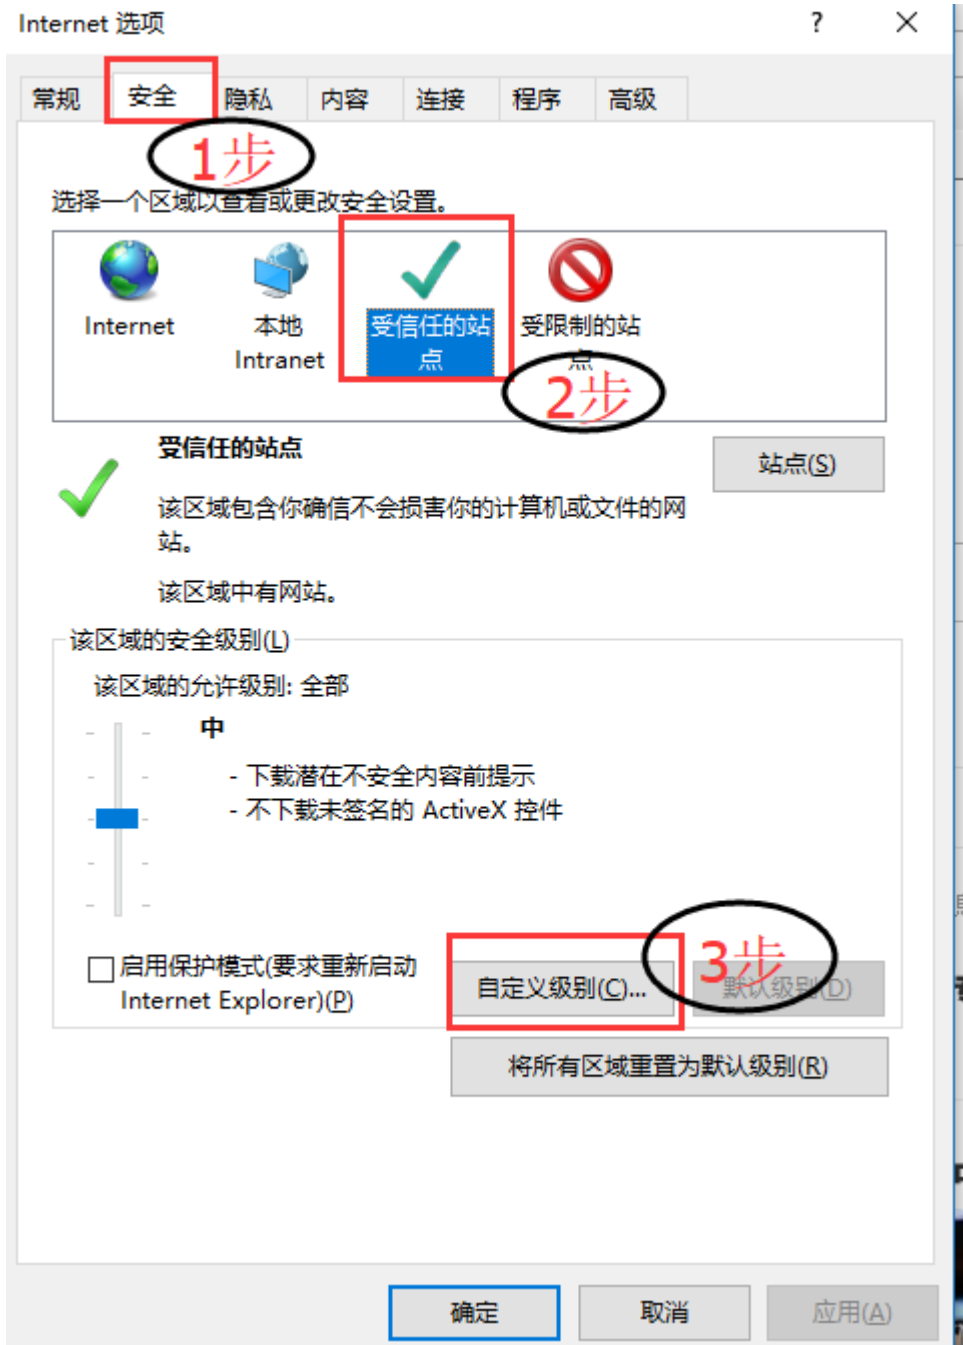 Internet 选项
?
常规 安全 隐私 内容 连接 程序 高级
1步
选择一个区域以查看或更改安全设置。
Internet
本地
Intranet
受信任的站
点
受限制的站
点
2步
受信任的站点
站点(S)
该区域包含你确信不会损害你的计算机或文件的网
站。
该区域中有网站。
该区域的安全级别(L)
该区域的允许级别: 全部
中
- 下载潜在不安全内容前提示
- 不下载未签名的 ActiveX 控件
启用保护模式(要求重新启动
Internet Explorer)(P)
自定义级别(C)...
3步
默认级别(D)
将所有区域重置为默认级别(R)
确定 取消 应用(A)